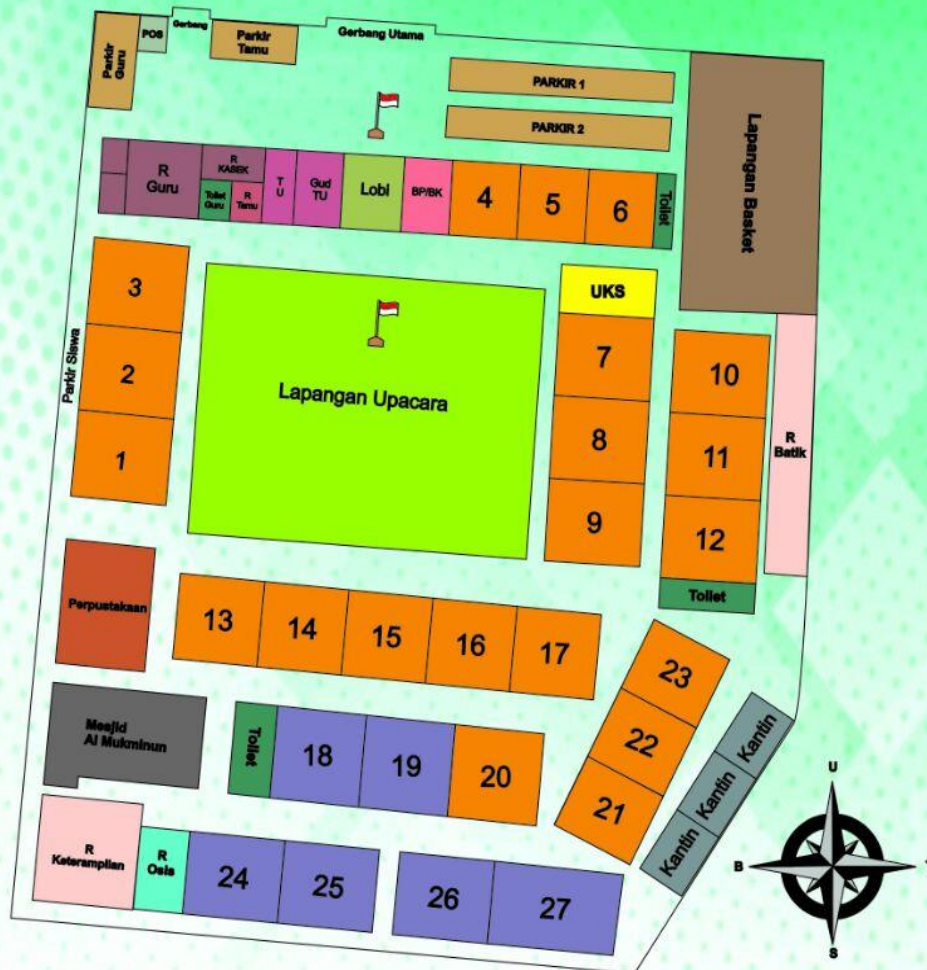 Parkir
Guru
POS
Gerbang
Parkir
Tamu
Gerbang Utama
PARKIR 1
PARKIR 2
Lapangan Basket
R
Guru
R
KASEK
Toilet
Guru
R
Tamu
T
U
Gud
TU
Lobi
BP/BK
4
5
6
Toilet
3
2
1
Parkir Siswa
Lapangan Upacara
UKS
7
8
9
10
11
12
Toilet
R
Batik
Perpustakaan
13
14
15
16
17
23
22
21
Mesjid
Al Mukminun
Toilet
18
19
20
Kantin
Kantin
Kantin
R
Keterampilan
R
Osis
24
25
26
27
U
B
T
S